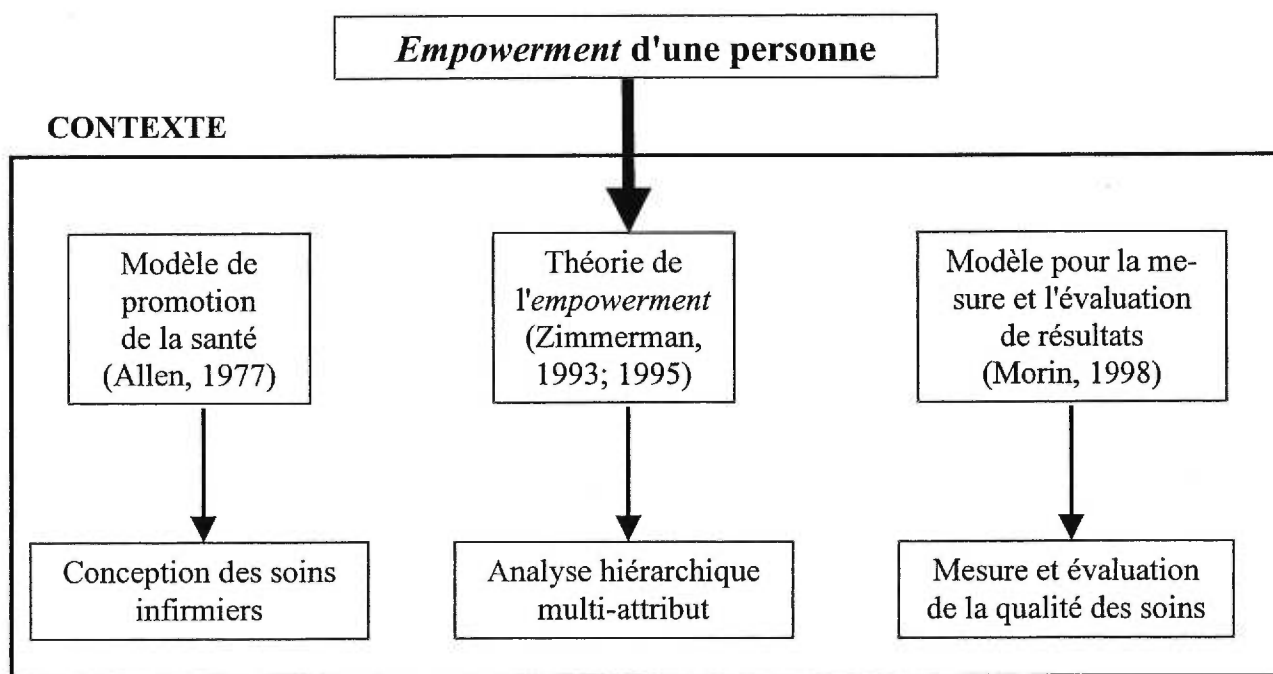 Empowerment d'une personne
CONTEXTE
Modèle de
promotion
de la santé
(Allen, 1977)
Théorie de
l'empowerment
(Zimmerman,
1993; 1995)
Modèle pour la me-
sure et l'évaluation
de résultats
(Morin, 1998)
Conception des soins
infirmiers
Analyse hiérarchique
multi-attribut
Mesure et évaluation
de la qualité des soins